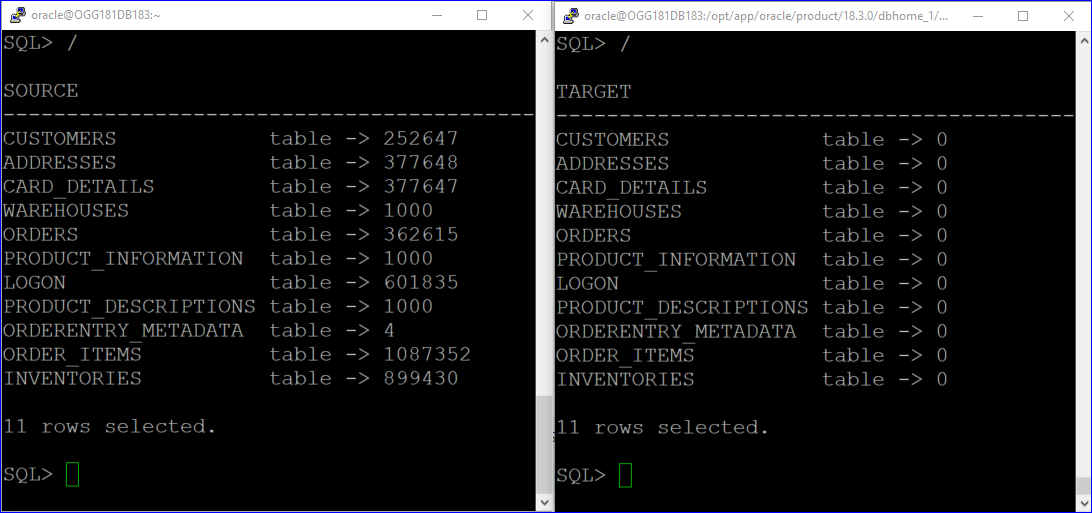 oracle@OGG181DB183:~
SQL> /
SOURCE
--------------------------------------------
CUSTOMERS            table -> 252647
ADDRESSES            table -> 377648
CARD_DETAILS         table -> 377647
WAREHOUSES           table -> 1000
ORDERS               table -> 362615
PRODUCT_INFORMATION  table -> 1000
LOGON                table -> 601835
PRODUCT_DESCRIPTIONS table -> 1000
ORDERENTRY_METADATA  table -> 4
ORDER_ITEMS          table -> 1087352
INVENTORIES          table -> 899430
11 rows selected.
SQL>
oracle@OGG181DB183:/opt/app/oracle/product/18.3.0/dbhome_1/...
SQL> /
TARGET
--------------------------------------------
CUSTOMERS            table -> 0
ADDRESSES            table -> 0
CARD_DETAILS         table -> 0
WAREHOUSES           table -> 0
ORDERS               table -> 0
PRODUCT_INFORMATION  table -> 0
LOGON                table -> 0
PRODUCT_DESCRIPTIONS table -> 0
ORDERENTRY_METADATA  table -> 0
ORDER_ITEMS          table -> 0
INVENTORIES          table -> 0
11 rows selected.
SQL>